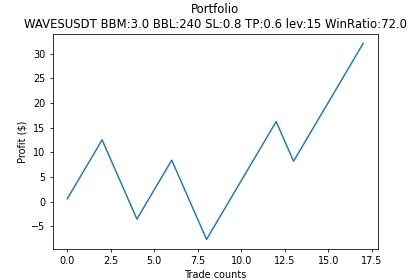 Portfolio
WAVESUSDT BBM:3.0 BBL:240 SL:0.8 TP:0.6 lev:15 WinRatio:72.0
30
25
20
15
10
5
0
−5
Profit ($)
0.0 2.5 5.0 7.5 10.0 12.5 15.0 17.5
Trade counts